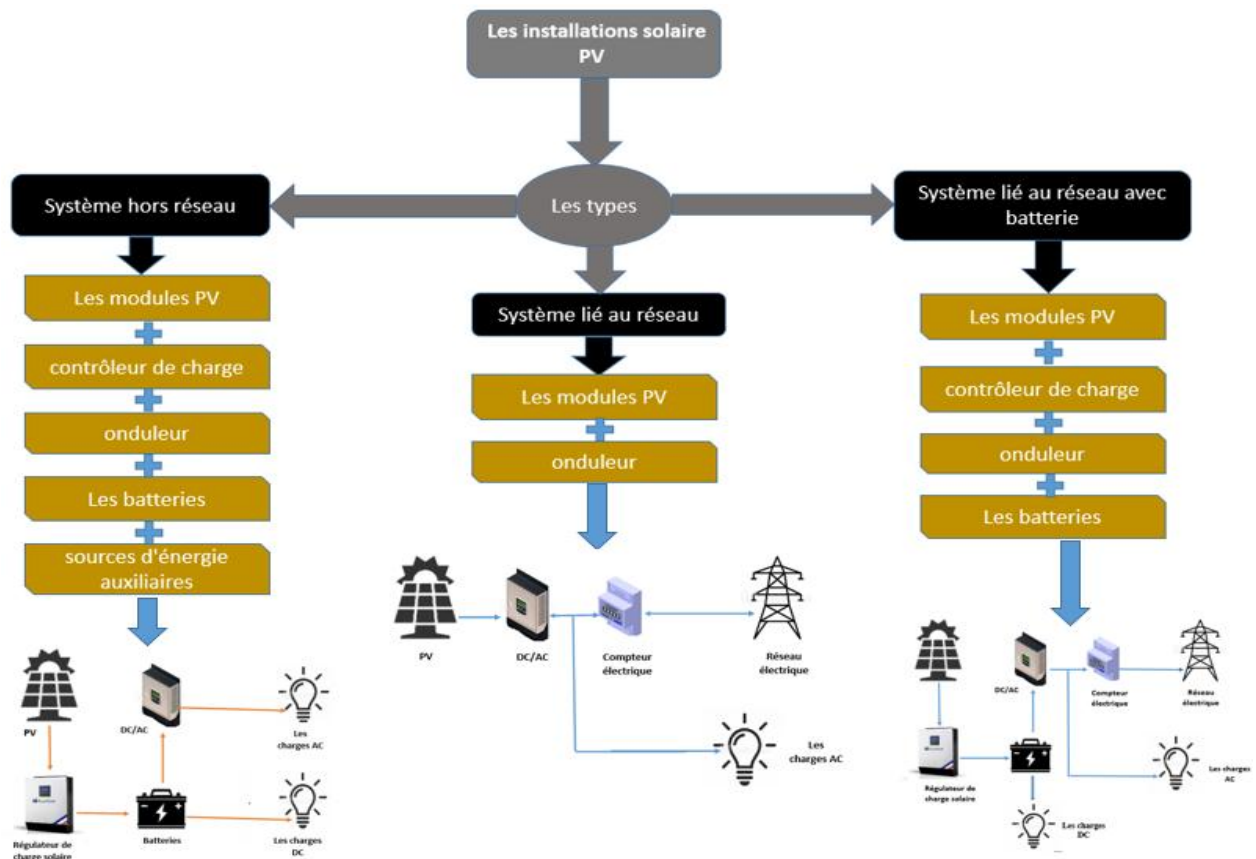 Les installations solaire
PV
Les types
Système hors réseau
Les modules PV
contrôleur de charge
onduleur
Les batteries
sources d'énergie
auxiliaires
PV
DC/AC
Les
charges AC
Régulateur de
charge solaire
Batteries
Les charges
DC
Système lié au réseau
Les modules PV
onduleur
PV
DC/AC
Compteur
électrique
Réseau
électrique
Les
charges AC
Système lié au réseau avec
batterie
Les modules PV
contrôleur de charge
onduleur
Les batteries
DC/AC
Compteur
électrique
Réseau
électrique
Régulateur de
charge solaire
Les charges
AC
Les charges
DC